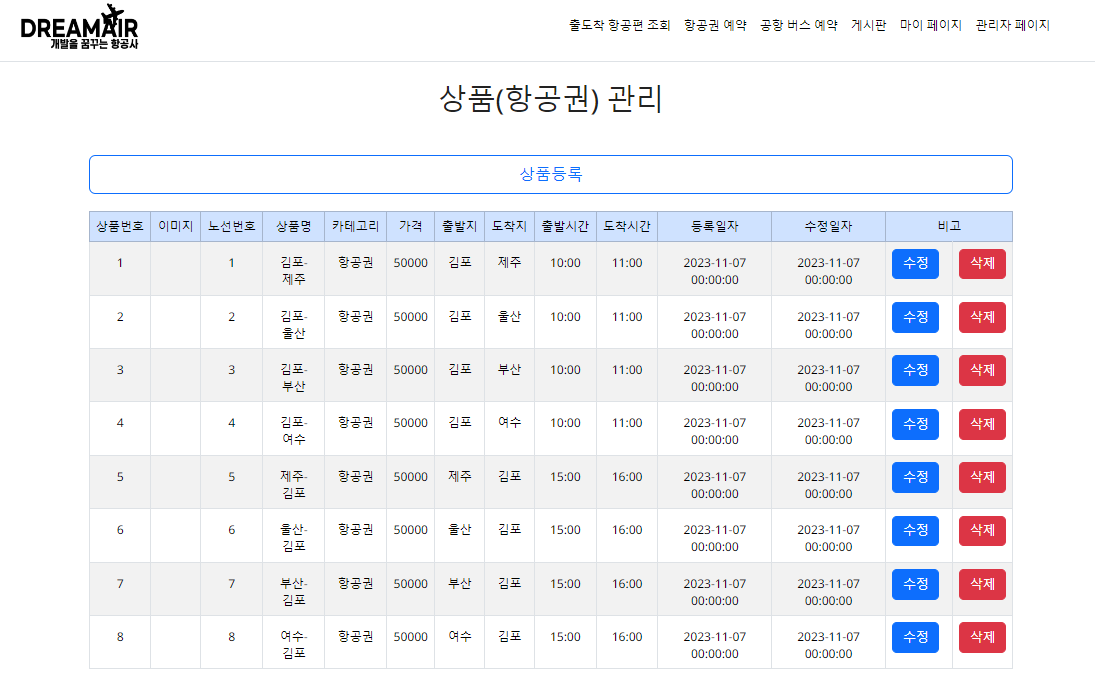 DREAMAIR
개발을 꿈꾸는 항공사
출도착 항공편 조회 항공권 예약 공항 버스 예약 게시판 마이 페이지 관리자 페이지
상품(항공권) 관리
상품등록
상품번호 이미지 노선번호 상품명 카테고리 가격 출발지 도착지 출발시간 도착시간 등록일자 수정일자 비고
1 1 김포-제주 항공권 50000 김포 제주 10:00 11:00 2023-11-07 00:00:00 2023-11-07 00:00:00 수정 삭제
2 2 김포-울산 항공권 50000 김포 울산 10:00 11:00 2023-11-07 00:00:00 2023-11-07 00:00:00 수정 삭제
3 3 김포-부산 항공권 50000 김포 부산 10:00 11:00 2023-11-07 00:00:00 2023-11-07 00:00:00 수정 삭제
4 4 김포-여수 항공권 50000 김포 여수 10:00 11:00 2023-11-07 00:00:00 2023-11-07 00:00:00 수정 삭제
5 5 제주-김포 항공권 50000 제주 김포 15:00 16:00 2023-11-07 00:00:00 2023-11-07 00:00:00 수정 삭제
6 6 울산-김포 항공권 50000 울산 김포 15:00 16:00 2023-11-07 00:00:00 2023-11-07 00:00:00 수정 삭제
7 7 부산-김포 항공권 50000 부산 김포 15:00 16:00 2023-11-07 00:00:00 2023-11-07 00:00:00 수정 삭제
8 8 여수-김포 항공권 50000 여수 김포 15:00 16:00 2023-11-07 00:00:00 2023-11-07 00:00:00 수정 삭제